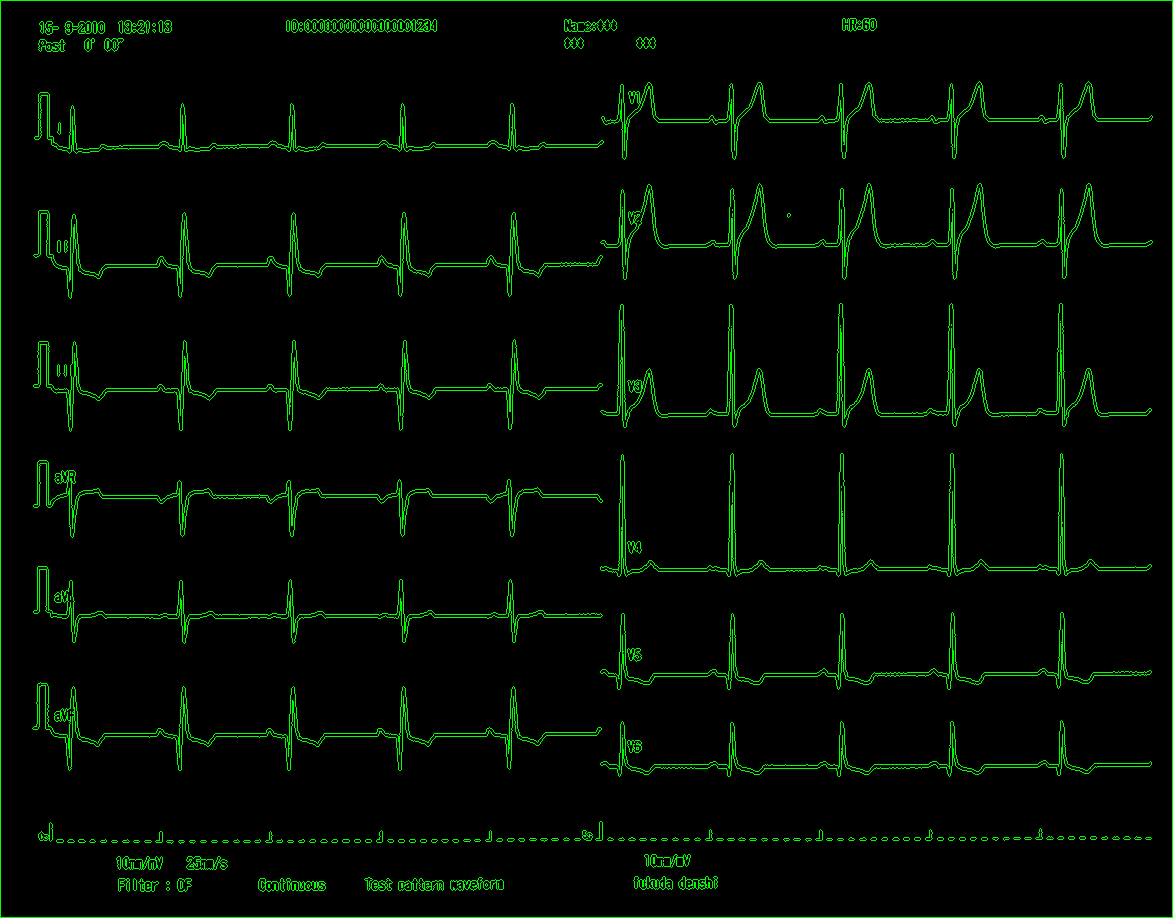 15- 9-2010 13:21:13 ID:00000000000000001234 Name:*** HR:60
Post 0' 00" *** ***
I V1
II V2
III V3
aVR V4
aVL V5
aVF V6
10mm/mV 25mm/s 10mm/mV
Filter : OF Continuous Test pattern waveform fukuda denshi